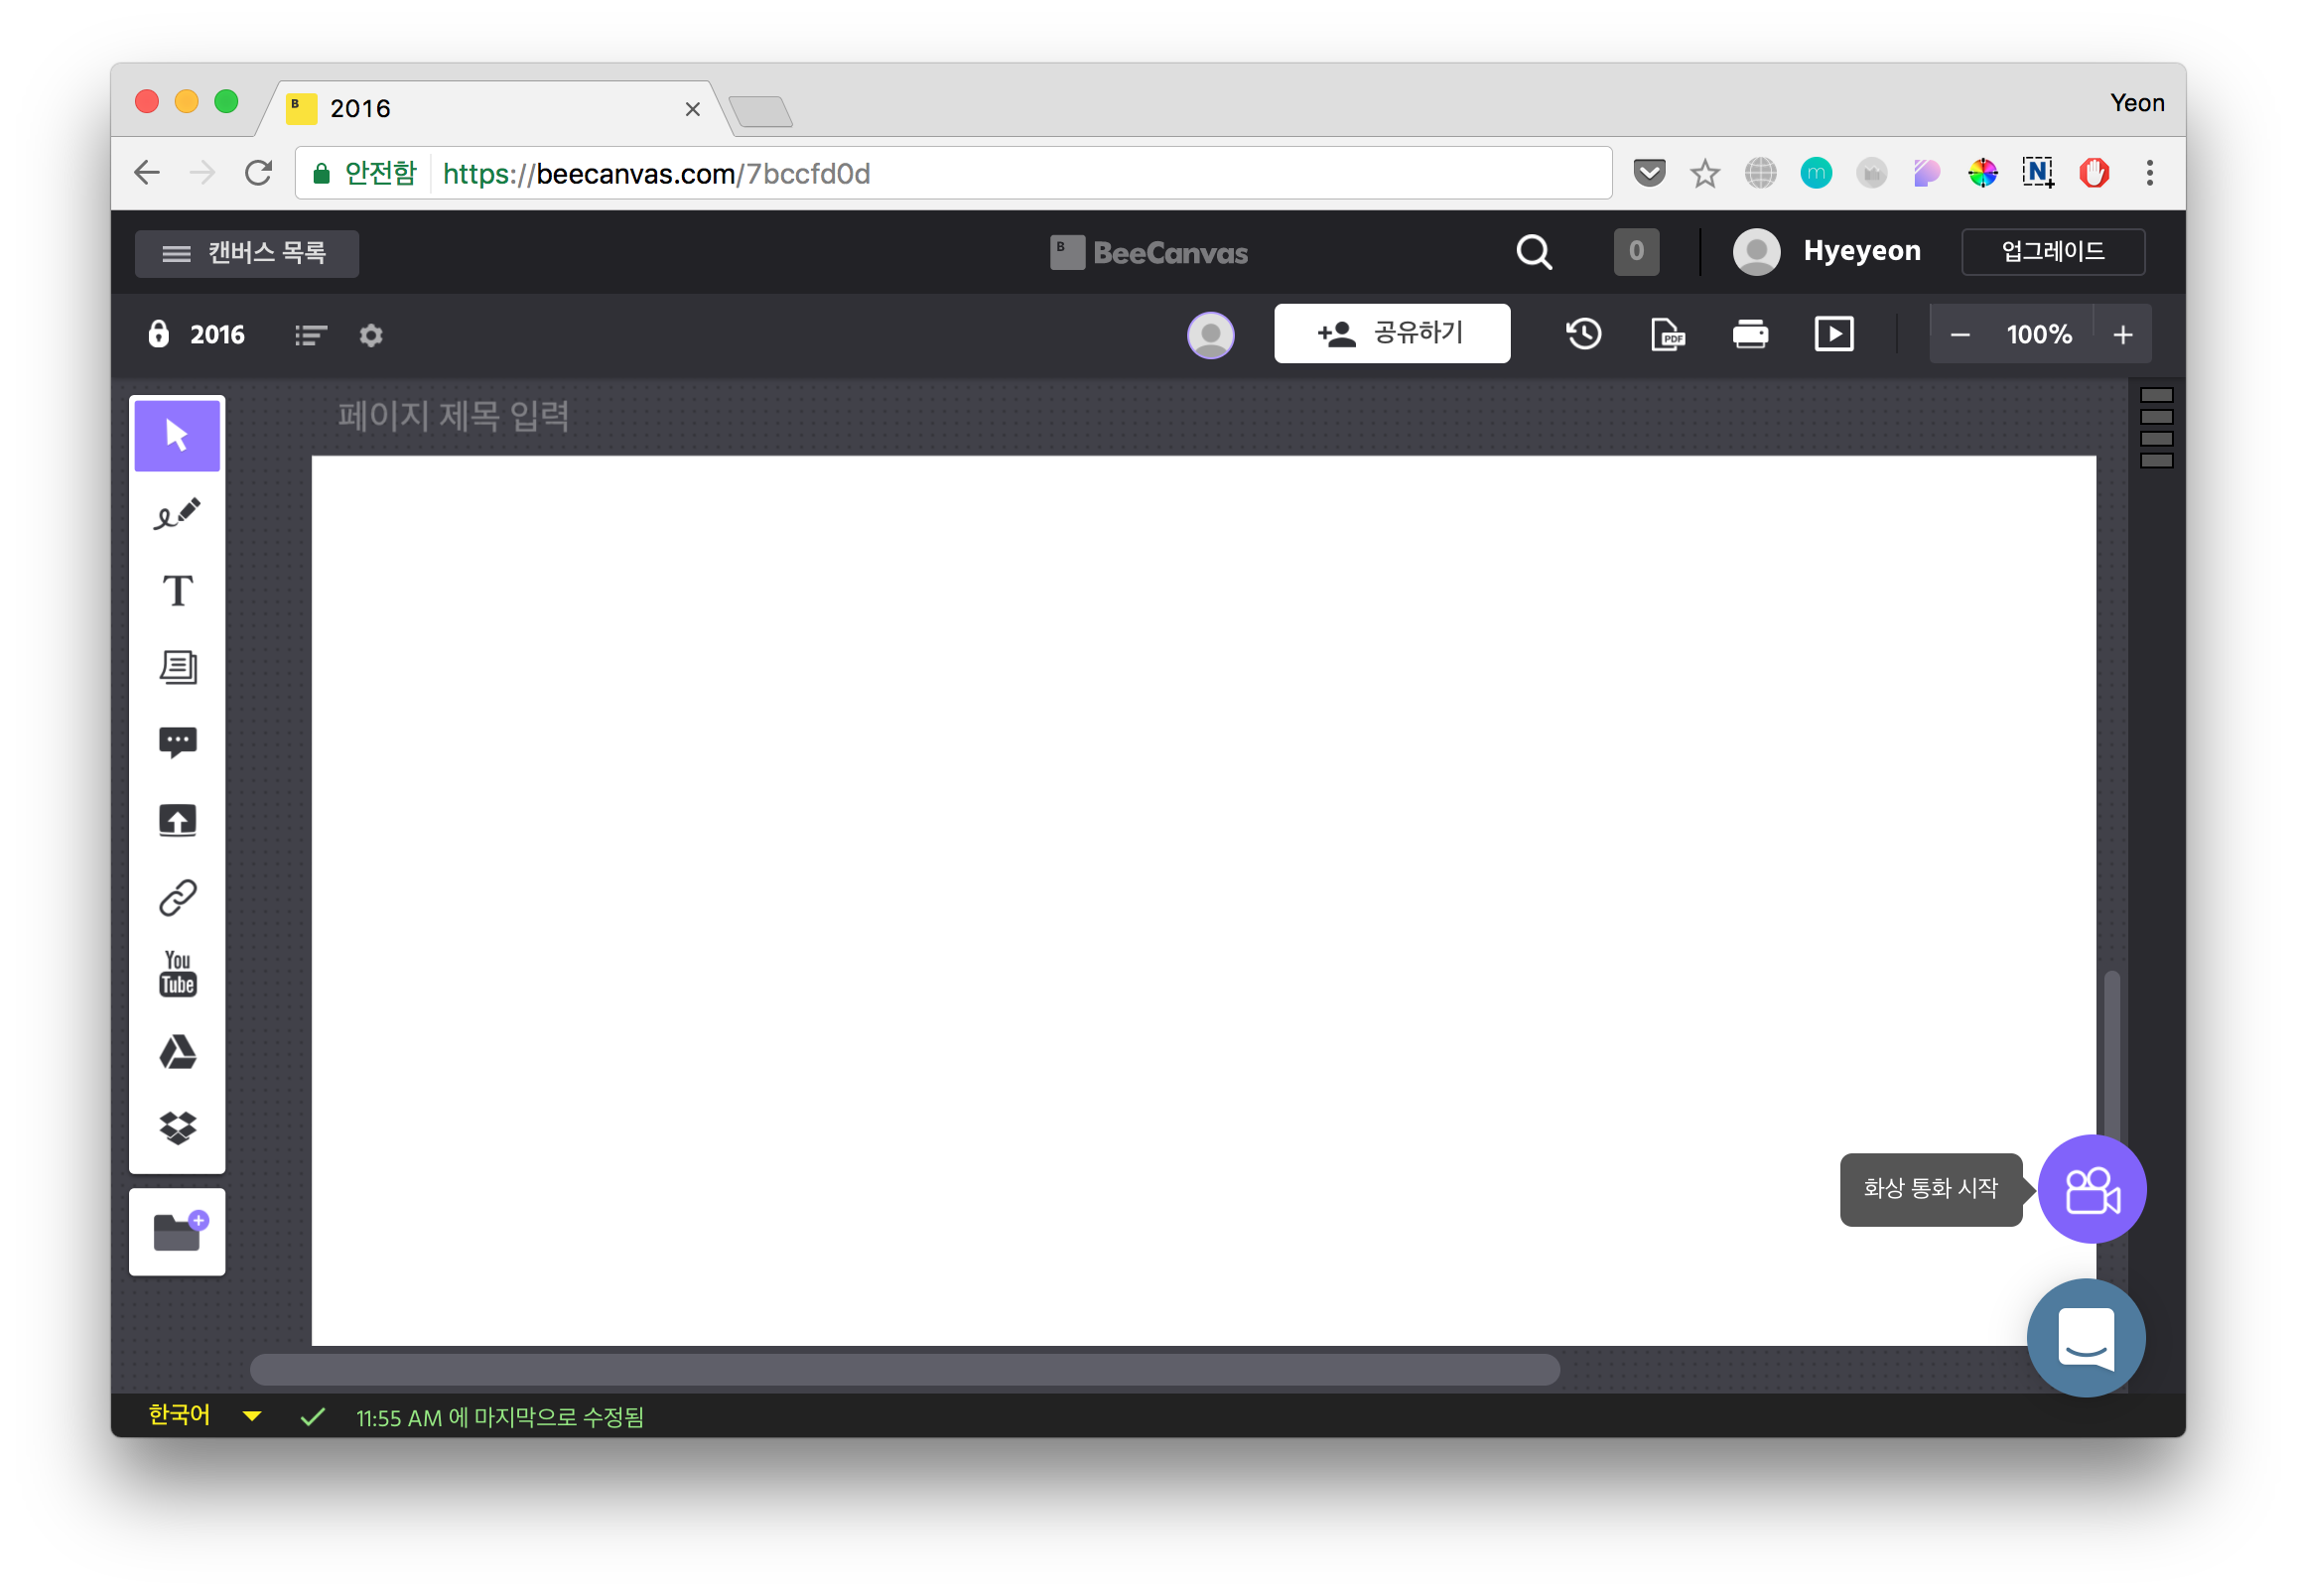 B 2016
Yeon
안전함 https://beecanvas.com/7bccfd0d
m
N
캔버스 목록
B BeeCanvas
0
Hyeyeon
업그레이드
2016
공유하기
PDF
100%
페이지 제목 입력
T
You
Tube
화상 통화 시작
한국어
11:55 AM 에 마지막으로 수정됨